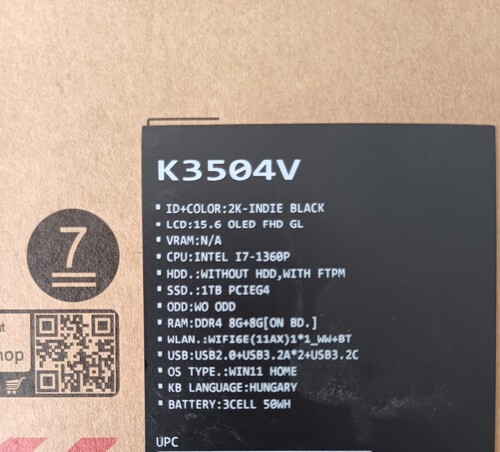 K3504V
ID+COLOR:2K-INDIE BLACK
LCD:15.6 OLED FHD GL
VRAM:N/A
CPU:INTEL I7-1360P
HDD.:WITHOUT HDD,WITH FTPM
SSD.:1TB PCIEG4
ODD:WO ODD
RAM:DDR4 8G+8G[ON BD.]
WLAN.:WIFI6E(11AX)1*1_WW+BT
USB:USB2.0+USB3.2A*2+USB3.2C
OS TYPE.:WIN11 HOME
KB LANGUAGE:HUNGARY
BATTERY:3CELL 50WH
UPC
7